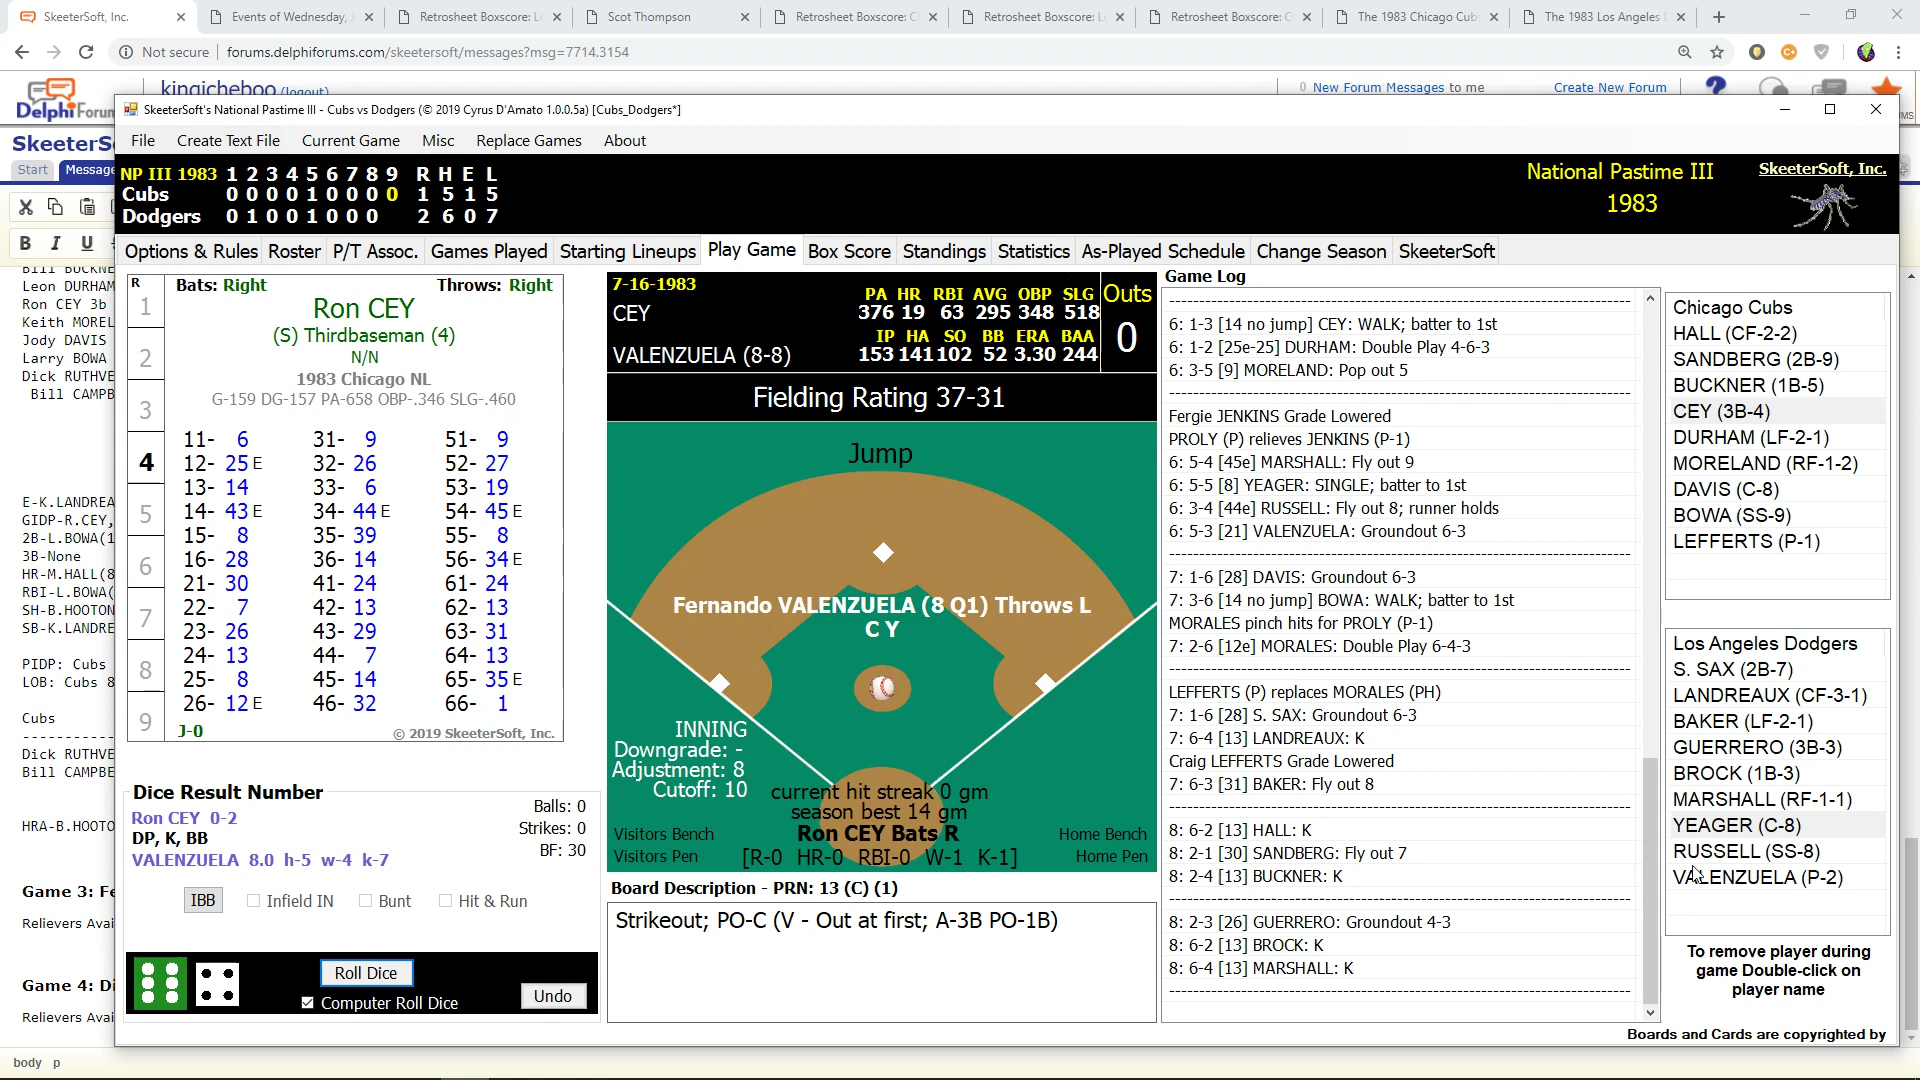 SkeeterSoft, Inc.
Events of Wednesday,
Retrosheet Boxscore: L
Scot Thompson
Retrosheet Boxscore: C
Retrosheet Boxscore: L
Retrosheet Boxscore: C
The 1983 Chicago Cub
The 1983 Los Angeles
Not secure | forums.delphiforums.com/skeetersoft/messages?msg=7714.3154
DelphiForum
kingicheboo (logout)
0 New Forum Messages to me
Create New Forum
SkeeterSoft's National Pastime III - Cubs vs Dodgers (© 2019 Cyrus D'Amato 1.0.0.5a) [Cubs_Dodgers*]
File Create Text File Current Game Misc Replace Games About
SkeeterS
Start Message
NP III 1983 1 2 3 4 5 6 7 8 9 R H E L
Cubs 0 0 0 0 1 0 0 0 0 1 5 1 5
Dodgers 0 1 0 0 1 0 0 0 2 6 0 7
National Pastime III
1983
SkeeterSoft, Inc.
B I U
Options & Rules Roster P/T Assoc. Games Played Starting Lineups Play Game Box Score Standings Statistics As-Played Schedule Change Season SkeeterSoft
Bill BUCKNE
Leon DURHAM
Ron CEY 3b
Keith MOREL
Jody DAVIS
Larry BOWA
Dick RUTHVE
Bill CAMPB
E-K.LANDREA
GIDP-R.CEY,
2B-L.BOWA(1
3B-None
HR-M.HALL(8
RBI-L.BOWA(
SH-B.HOOTON
SB-K.LANDRE
PIDP: Cubs
LOB: Cubs 8
Cubs
Dick RUTHVE
Bill CAMPBE
HRA-B.HOOTO
Game 3: Fe
Relievers Avai
Game 4: Di
Relievers Avai
body p
R
1
2
3
4
5
6
7
8
9
Bats: Right Throws: Right
Ron CEY
(S) Thirdbaseman (4)
N/N
1983 Chicago NL
G-159 DG-157 PA-658 OBP-.346 SLG-.460
11- 6 31- 9 51- 9
12- 25 E 32- 26 52- 27
13- 14 33- 6 53- 19
14- 43 E 34- 44 E 54- 45 E
15- 8 35- 39 55- 8
16- 28 36- 14 56- 34 E
21- 30 41- 24 61- 24
22- 7 42- 13 62- 13
23- 26 43- 29 63- 31
24- 13 44- 7 64- 13
25- 8 45- 14 65- 35 E
26- 12 E 46- 32 66- 1
J-0 © 2019 SkeeterSoft, Inc.
Dice Result Number
Ron CEY 0-2
DP, K, BB
VALENZUELA 8.0 h-5 w-4 k-7
Balls: 0
Strikes: 0
BF: 30
IBB Infield IN Bunt Hit & Run
Roll Dice
Computer Roll Dice
Undo
7-16-1983
PA HR RBI AVG OBP SLG
CEY 376 19 63 295 348 518
IP HA SO BB ERA BAA
VALENZUELA (8-8) 153 141 102 52 3.30 244
Outs
0
Fielding Rating 37-31
Jump
Fernando VALENZUELA (8 Q1) Throws L
C Y
INNING
Downgrade: -
Adjustment: 8
Cutoff: 10
current hit streak 0 gm
season best 14 gm
Ron CEY Bats R
[R-0 HR-0 RBI-0 W-1 K-1]
Visitors Bench
Visitors Pen
Home Bench
Home Pen
Board Description - PRN: 13 (C) (1)
Strikeout; PO-C (V - Out at first; A-3B PO-1B)
Game Log
6: 1-3 [14 no jump] CEY: WALK; batter to 1st
6: 1-2 [25e-25] DURHAM: Double Play 4-6-3
6: 3-5 [9] MORELAND: Pop out 5
Fergie JENKINS Grade Lowered
PROLY (P) relieves JENKINS (P-1)
6: 5-4 [45e] MARSHALL: Fly out 9
6: 5-5 [8] YEAGER: SINGLE; batter to 1st
6: 3-4 [44e] RUSSELL: Fly out 8; runner holds
6: 5-3 [21] VALENZUELA: Groundout 6-3
7: 1-6 [28] DAVIS: Groundout 6-3
7: 3-6 [14 no jump] BOWA: WALK; batter to 1st
MORALES pinch hits for PROLY (P-1)
7: 2-6 [12e] MORALES: Double Play 6-4-3
LEFFERTS (P) replaces MORALES (PH)
7: 1-6 [28] S. SAX: Groundout 6-3
7: 6-4 [13] LANDREAUX: K
Craig LEFFERTS Grade Lowered
7: 6-3 [31] BAKER: Fly out 8
8: 6-2 [13] HALL: K
8: 2-1 [30] SANDBERG: Fly out 7
8: 2-4 [13] BUCKNER: K
8: 2-3 [26] GUERRERO: Groundout 4-3
8: 6-2 [13] BROCK: K
8: 6-4 [13] MARSHALL: K
Chicago Cubs
HALL (CF-2-2)
SANDBERG (2B-9)
BUCKNER (1B-5)
CEY (3B-4)
DURHAM (LF-2-1)
MORELAND (RF-1-2)
DAVIS (C-8)
BOWA (SS-9)
LEFFERTS (P-1)
Los Angeles Dodgers
S. SAX (2B-7)
LANDREAUX (CF-3-1)
BAKER (LF-2-1)
GUERRERO (3B-3)
BROCK (1B-3)
MARSHALL (RF-1-1)
YEAGER (C-8)
RUSSELL (SS-8)
VALENZUELA (P-2)
To remove player during
game Double-click on
player name
Boards and Cards are copyrighted by